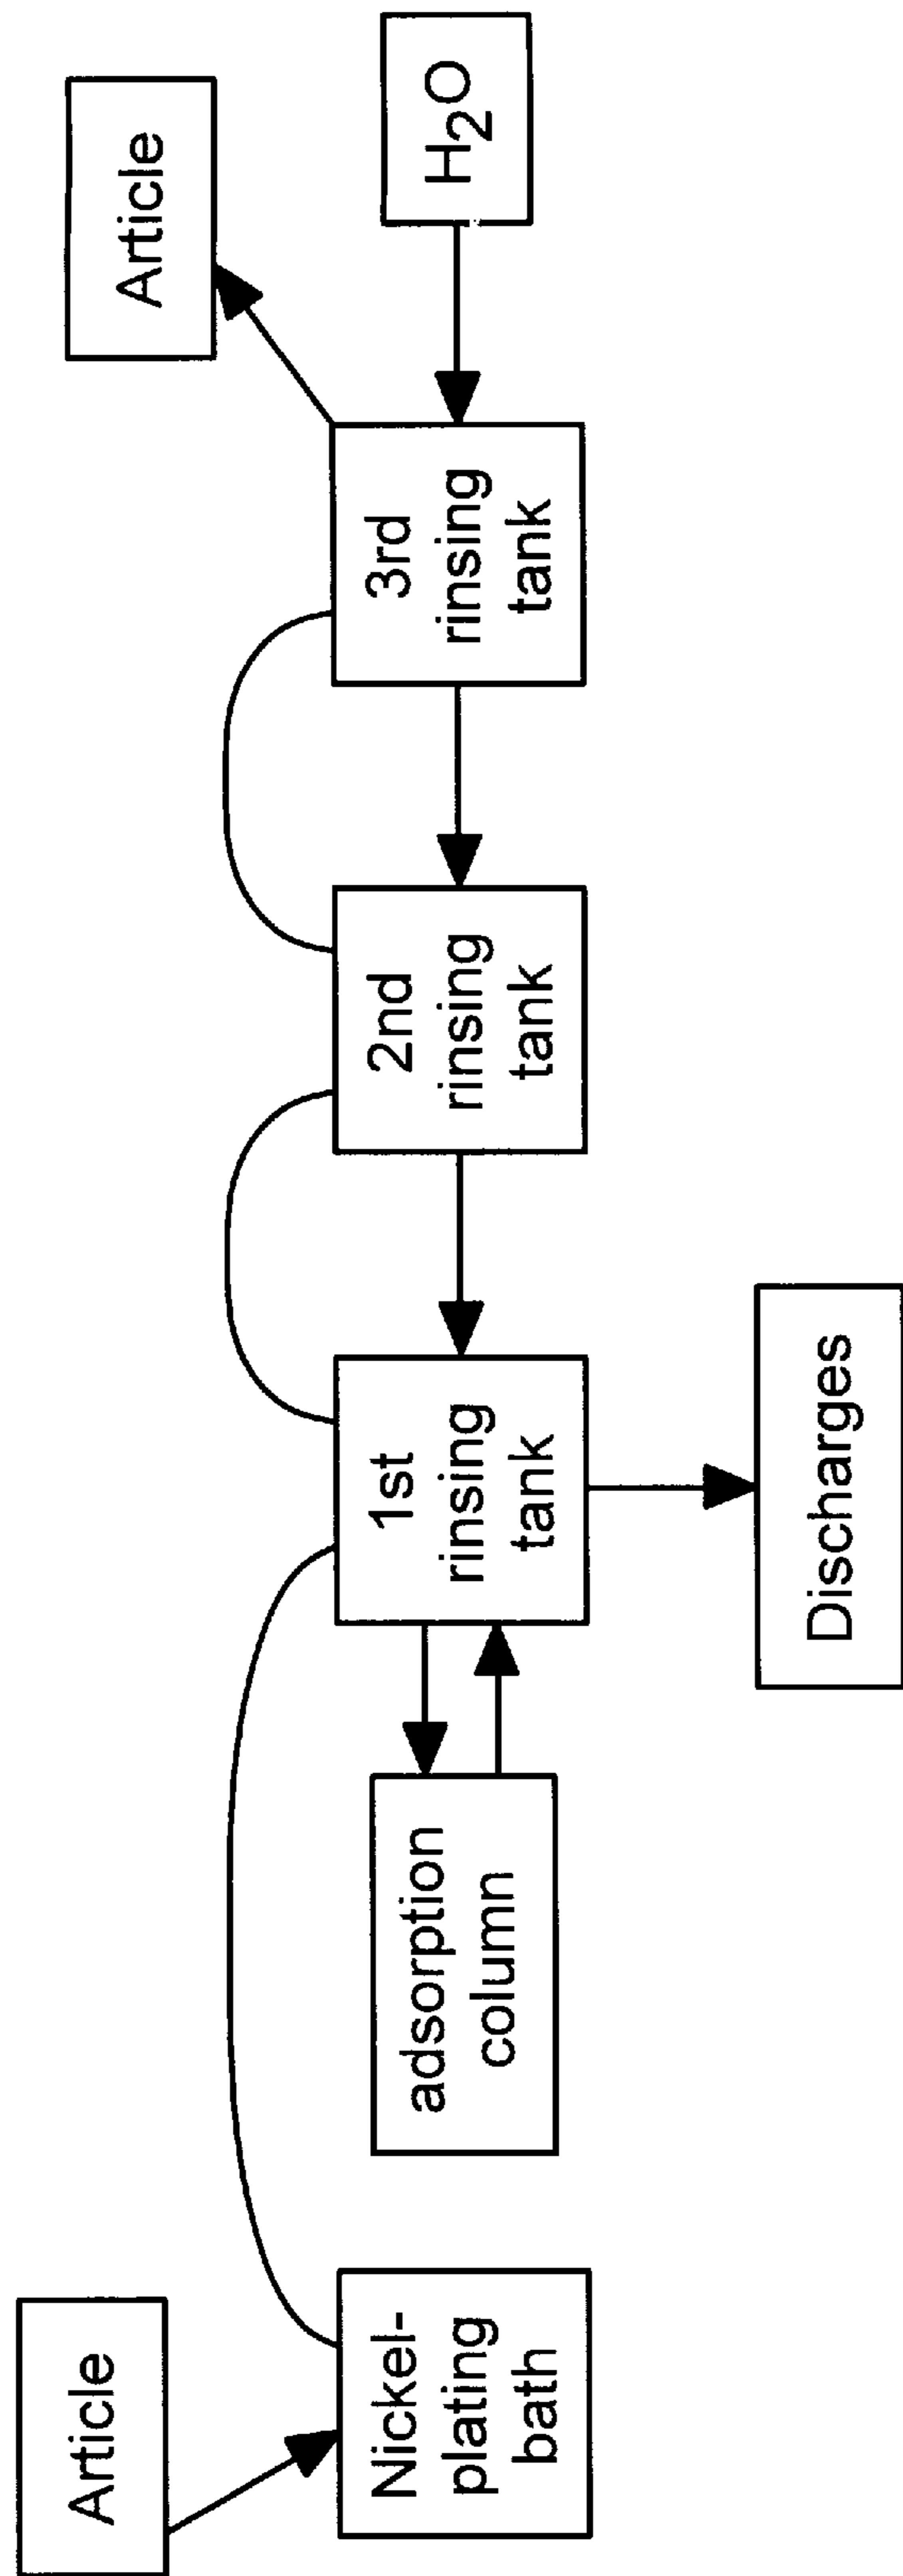 Article
Nickel-
plating
bath
adsorption
column
1st
rinsing
tank
Discharges
2nd
rinsing
tank
3rd
rinsing
tank
Article
H₂O